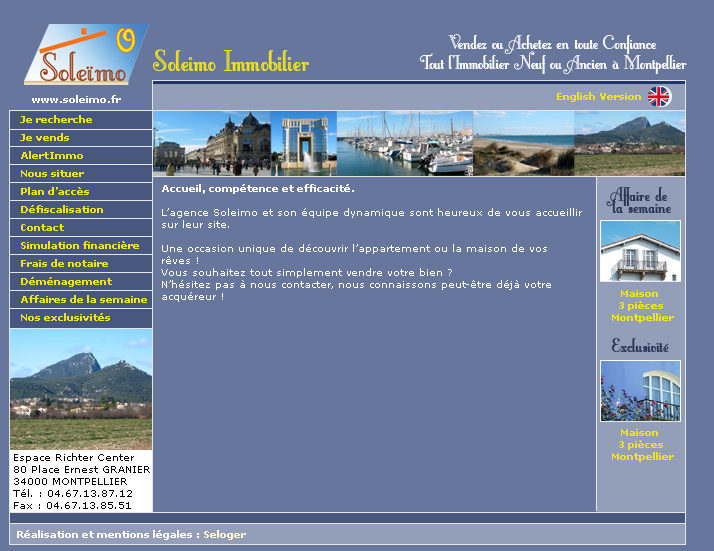 Soleïmo
www.soleimo.fr
Soleimo Immobilier
Vendez ou Achetez en toute Confiance
Tout l'Immobilier Neuf ou Ancien à Montpellier
English Version
Je recherche
Je vends
AlertImmo
Nous situer
Plan d'accès
Défiscalisation
Contact
Simulation financière
Frais de notaire
Déménagement
Affaires de la semaine
Nos exclusivités
Espace Richter Center
80 Place Ernest GRANIER
34000 MONTPELLIER
Tél. : 04.67.13.87.12
Fax : 04.67.13.85.51
Accueil, compétence et efficacité.
L'agence Soleimo et son équipe dynamique sont heureux de vous accueillir
sur leur site.
Une occasion unique de découvrir l'appartement ou la maison de vos
rêves !
Vous souhaitez tout simplement vendre votre bien ?
N'hésitez pas à nous contacter, nous connaissons peut-être déjà votre
acquéreur !
Affaire de
la semaine
Maison
3 pièces
Montpellier
Exclusivité
Maison
3 pièces
Montpellier
Réalisation et mentions légales : Seloger